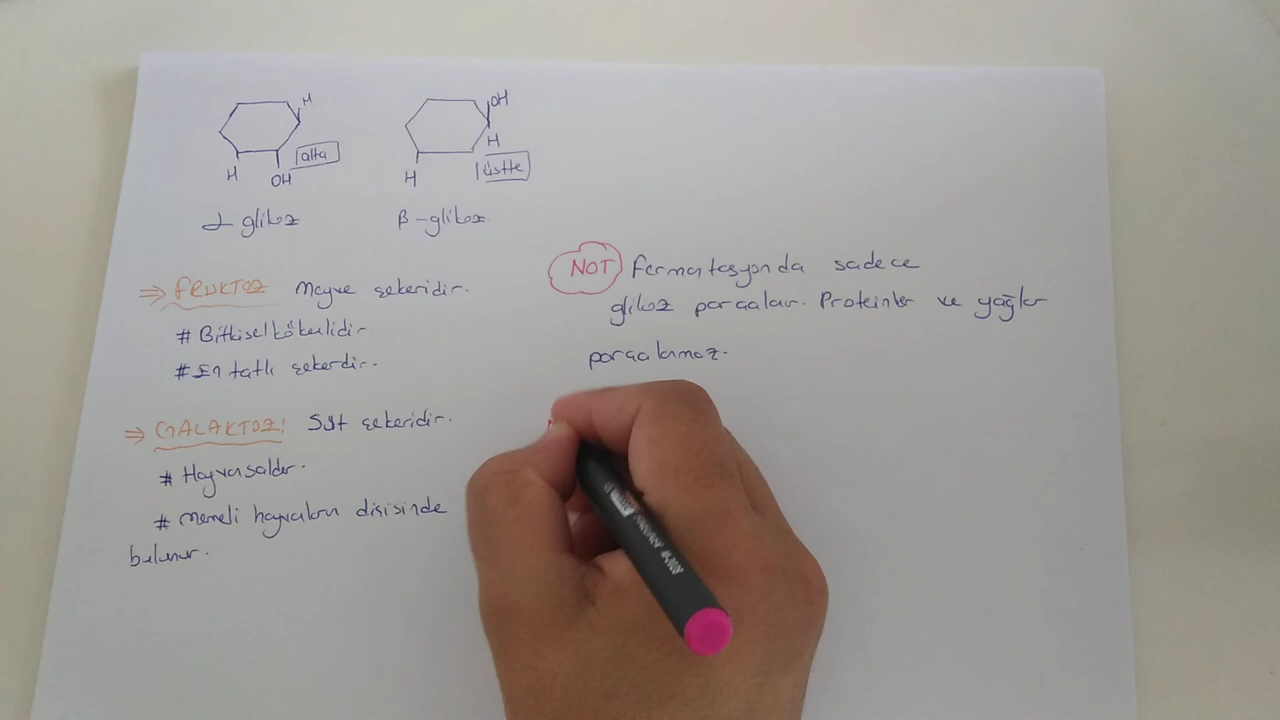 H
alta
H
OH
α glikoz
OH
H
üstte
H
β-glikoz
⇒ FRUKTOZ Meyve şekeridir.
# Bitkisel kökenlidir.
# En tatlı şekerdir.
⇒ GALAKTOZ: Süt şekeridir.
# Hayvansaldır.
# Memeli hayvanların dişisinde
bulunur.
NOT Fermantasyonda sadece
glikoz parçalanır. Proteinler ve yağlar
parçalanmaz.